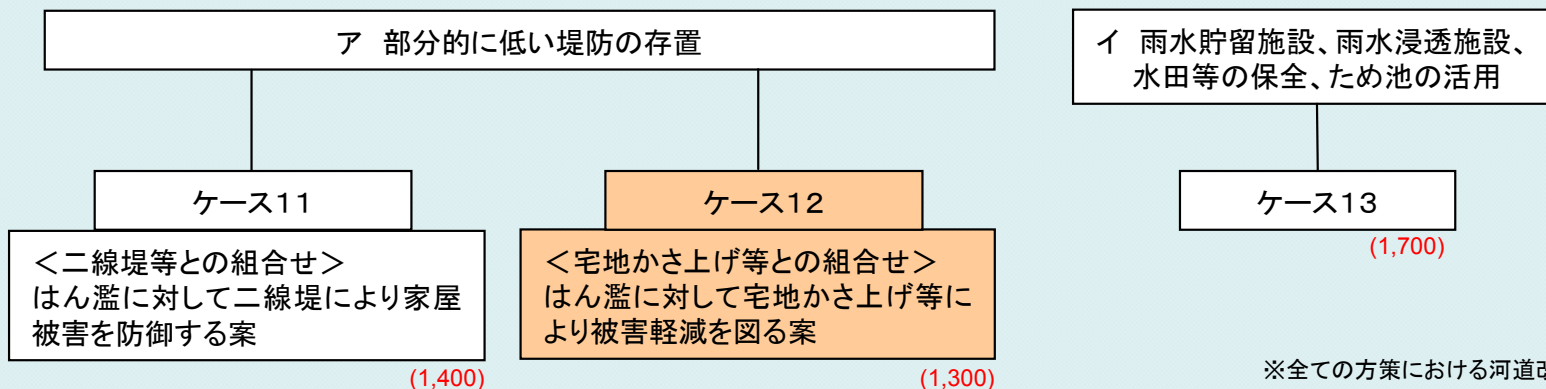 ア 部分的に低い堤防の存置
ケース11
<二線堤等との組合せ>
はん濫に対して二線堤により家屋
被害を防御する案
(1,400)
ケース12
<宅地かさ上げ等との組合せ>
はん濫に対して宅地かさ上げ等に
より被害軽減を図る案
(1,300)
イ 雨水貯留施設、雨水浸透施設、
水田等の保全、ため池の活用
ケース13
(1,700)
※全ての方策における河道改